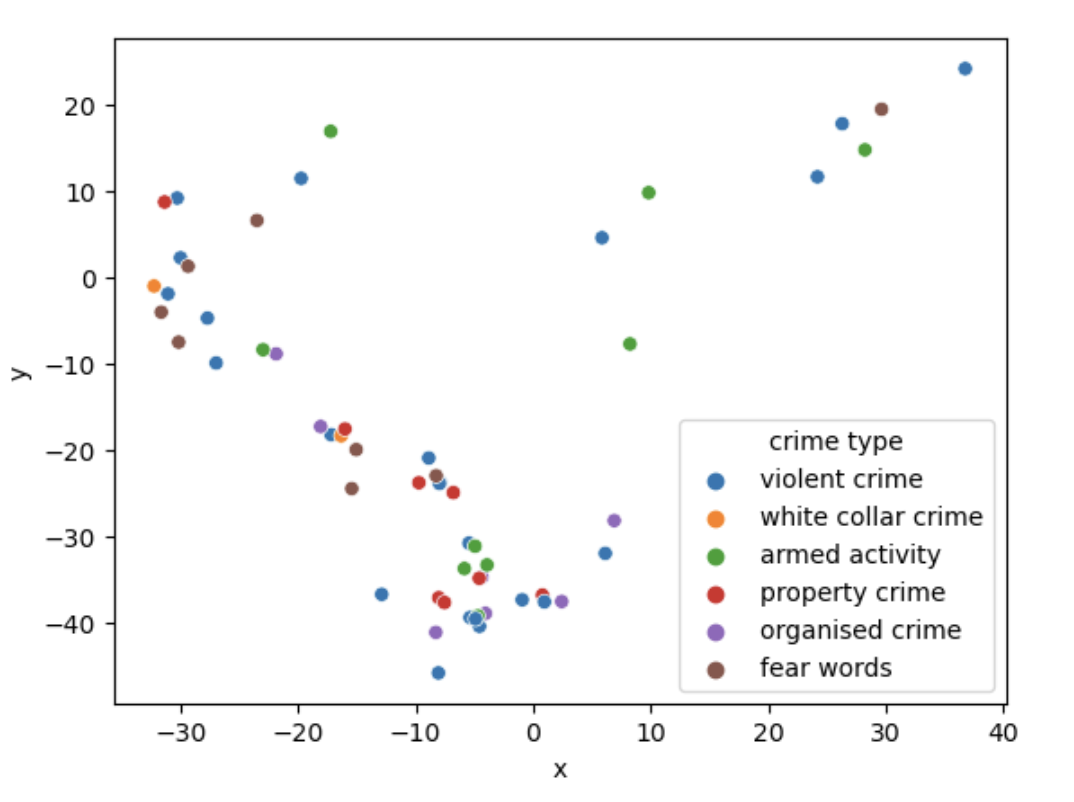 20
10
0
−10
−20
−30
−40
y
−30
−20
−10
0
10
20
30
40
x
crime type
violent crime
white collar crime
armed activity
property crime
organised crime
fear words